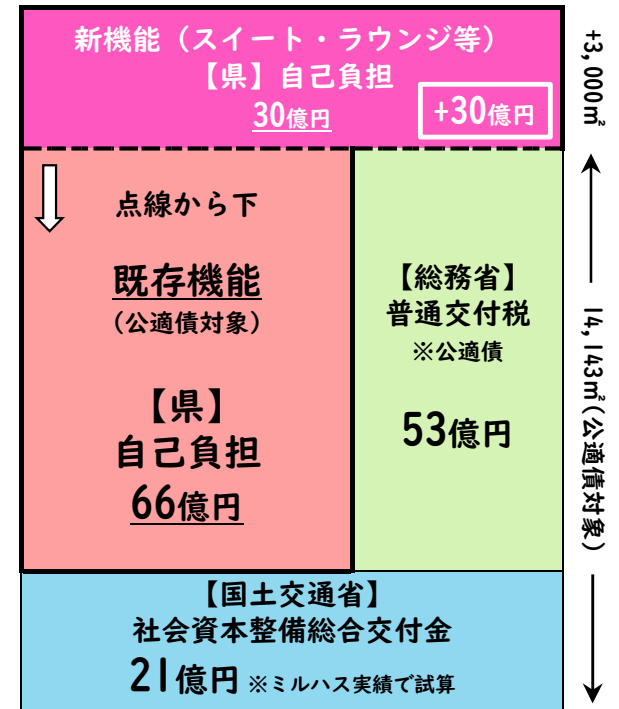 新機能（スイート・ラウンジ等）
【県】自己負担
30億円
+30億円
+3,000㎡
点線から下
既存機能
（公適債対象）
【県】
自己負担
66億円
【総務省】
普通交付税
※公適債
53億円
14,143㎡（公適債対象）
【国土交通省】
社会資本整備総合交付金
21億円 ※ミルハス実績で試算